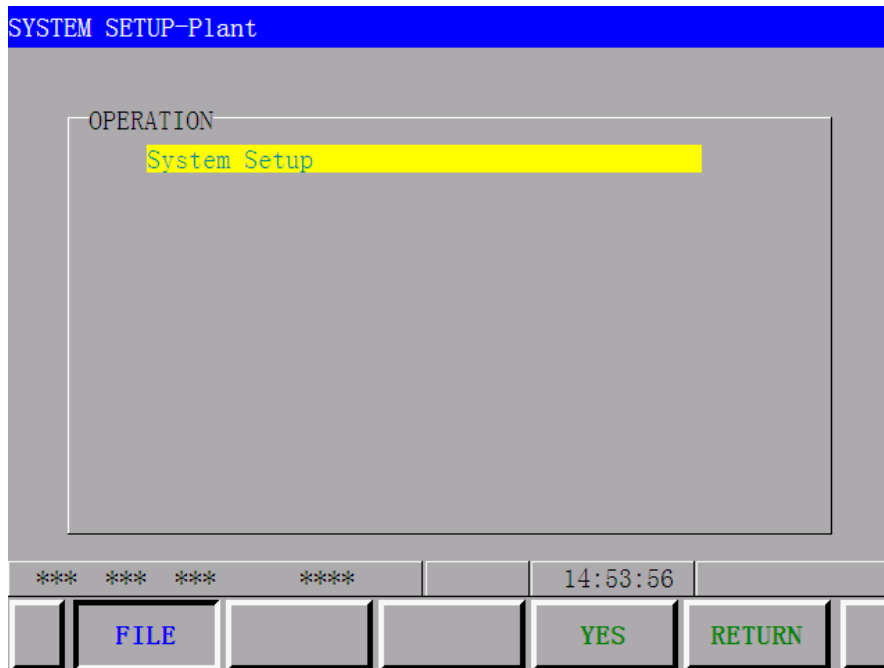 SYSTEM SETUP-Plant
OPERATION
System Setup
*** *** *** **** 14:53:56
FILE YES RETURN